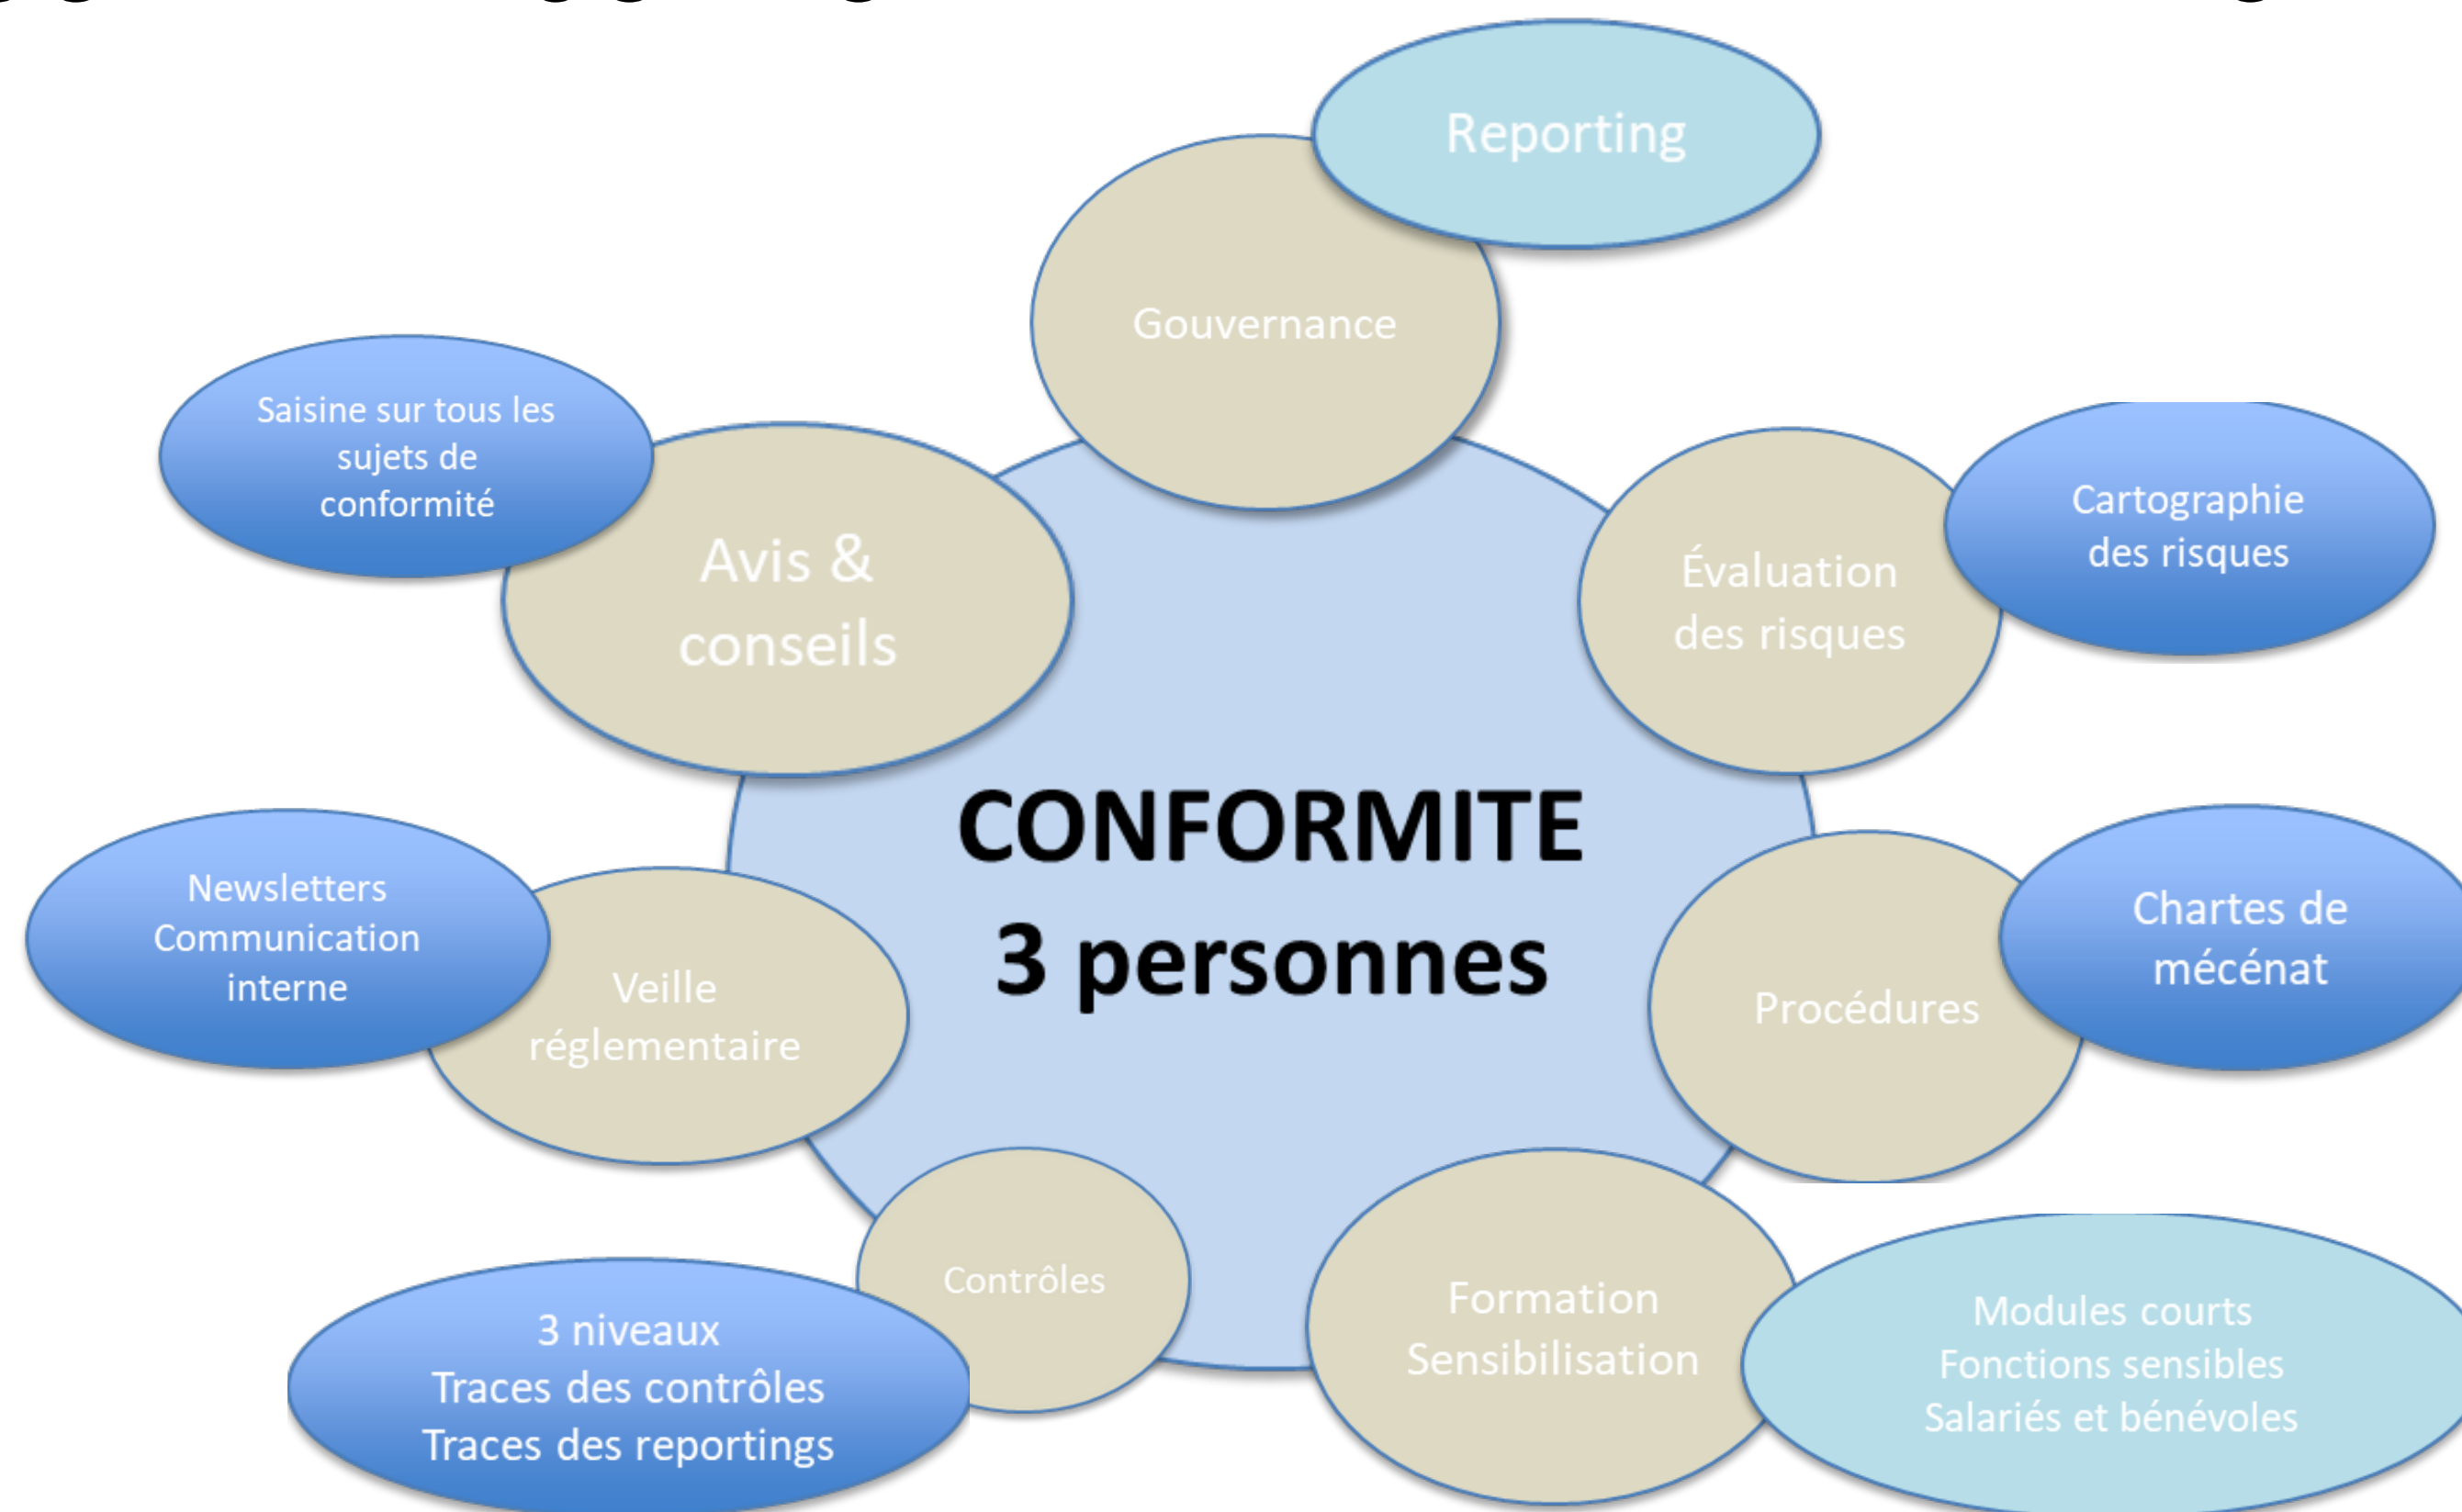 Reporting
Gouvernance
Saisine sur tous les
sujets de
conformité
Avis &
conseils
Évaluation
des risques
Cartographie
des risques
CONFORMITE
3 personnes
Newsletters
Communication
interne
Veille
réglementaire
Procédures
Chartes de
mécénat
Contrôles
3 niveaux
Traces des contrôles
Traces des reportings
Formation
Sensibilisation
Modules courts
Fonctions sensibles
Salariés et bénévoles